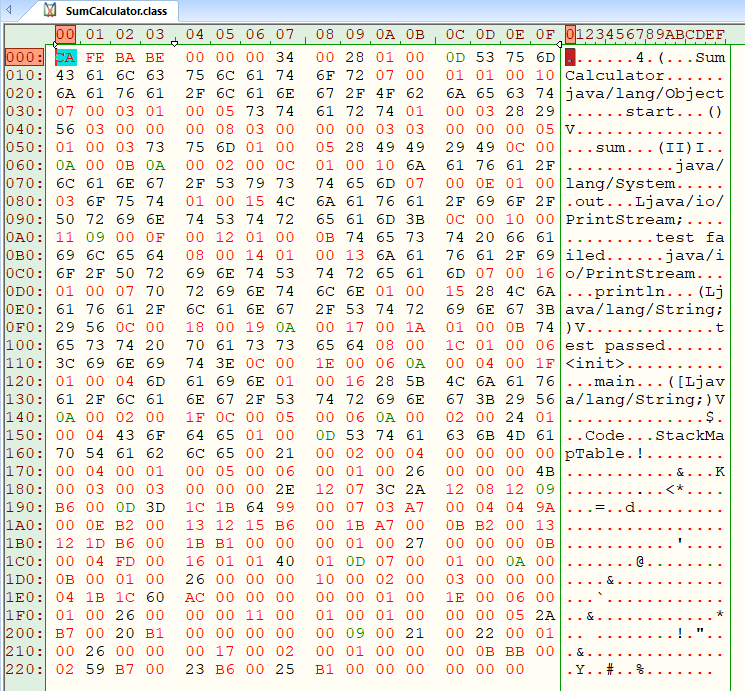 SumCalculator.class
00 01 02 03 04 05 06 07 08 09 0A 0B 0C 0D 0E 0F 0123456789ABCDEF
000: CA FE BA BE 00 00 00 34 00 28 01 00 0D 53 75 6D .......4.(...Sum
010: 43 61 6C 63 75 6C 61 74 6F 72 07 00 01 01 00 10 Calculator......
020: 6A 61 76 61 2F 6C 61 6E 67 2F 4F 62 6A 65 63 74 java/lang/Object
030: 07 00 03 01 00 05 73 74 61 72 74 01 00 03 28 29 ......start...()
040: 56 03 00 00 00 08 03 00 00 00 03 03 00 00 00 05 V...............
050: 01 00 03 73 75 6D 01 00 05 28 49 49 29 49 0C 00 ...sum...(II)I..
060: 0A 00 0B 0A 00 02 00 0C 01 00 10 6A 61 76 61 2F ...........java/
070: 6C 61 6E 67 2F 53 79 73 74 65 6D 07 00 0E 01 00 lang/System.....
080: 03 6F 75 74 01 00 15 4C 6A 61 76 61 2F 69 6F 2F .out...Ljava/io/
090: 50 72 69 6E 74 53 74 72 65 61 6D 3B 0C 00 10 00 PrintStream;....
0A0: 11 09 00 0F 00 12 01 00 0B 74 65 73 74 20 66 61 .........test fa
0B0: 69 6C 65 64 08 00 14 01 00 13 6A 61 76 61 2F 69 iled......java/i
0C0: 6F 2F 50 72 69 6E 74 53 74 72 65 61 6D 07 00 16 o/PrintStream...
0D0: 01 00 07 70 72 69 6E 74 6C 6E 01 00 15 28 4C 6A ...println...(Lj
0E0: 61 76 61 2F 6C 61 6E 67 2F 53 74 72 69 6E 67 3B ava/lang/String;
0F0: 29 56 0C 00 18 00 19 0A 00 17 00 1A 01 00 0B 74 )V.............t
100: 65 73 74 20 70 61 73 73 65 64 08 00 1C 01 00 06 est passed......
110: 3C 69 6E 69 74 3E 0C 00 1E 00 06 0A 00 04 00 1F <init>..........
120: 01 00 04 6D 61 69 6E 01 00 16 28 5B 4C 6A 61 76 ...main...([Ljav
130: 61 2F 6C 61 6E 67 2F 53 74 72 69 6E 67 3B 29 56 a/lang/String;)V
140: 0A 00 02 00 1F 0C 00 05 00 06 0A 00 02 00 24 01 ..............$.
150: 00 04 43 6F 64 65 01 00 0D 53 74 61 63 6B 4D 61 ..Code...StackMa
160: 70 54 61 62 6C 65 00 21 00 02 00 04 00 00 00 00 pTable.!........
170: 00 04 00 01 00 05 00 06 00 01 00 26 00 00 00 4B ...........&...K
180: 00 03 00 03 00 00 00 2E 12 07 3C 2A 12 08 12 09 ..........<*....
190: B6 00 0D 3D 1C 1B 64 99 00 07 03 A7 00 04 04 9A ...=..d.........
1A0: 00 0E B2 00 13 12 15 B6 00 1B A7 00 0B B2 00 13 ................
1B0: 12 1D B6 00 1B B1 00 00 00 01 00 27 00 00 00 0B ...........'....
1C0: 00 04 FD 00 16 01 01 40 01 0D 07 00 01 00 0A 00 .......@........
1D0: 0B 00 01 00 26 00 00 00 10 00 02 00 03 00 00 00 ....&...........
1E0: 04 1B 1C 60 AC 00 00 00 00 00 01 00 1E 00 06 00 ...`............
1F0: 01 00 26 00 00 00 11 00 01 00 01 00 00 00 05 2A ..&............*
200: B7 00 20 B1 00 00 00 00 00 09 00 21 00 22 00 01 .. ........!."..
210: 00 26 00 00 00 17 00 02 00 01 00 00 00 0B BB 00 .&..............
220: 02 59 B7 00 23 B6 00 25 B1 00 00 00 00 00 00 .Y..#..%.......